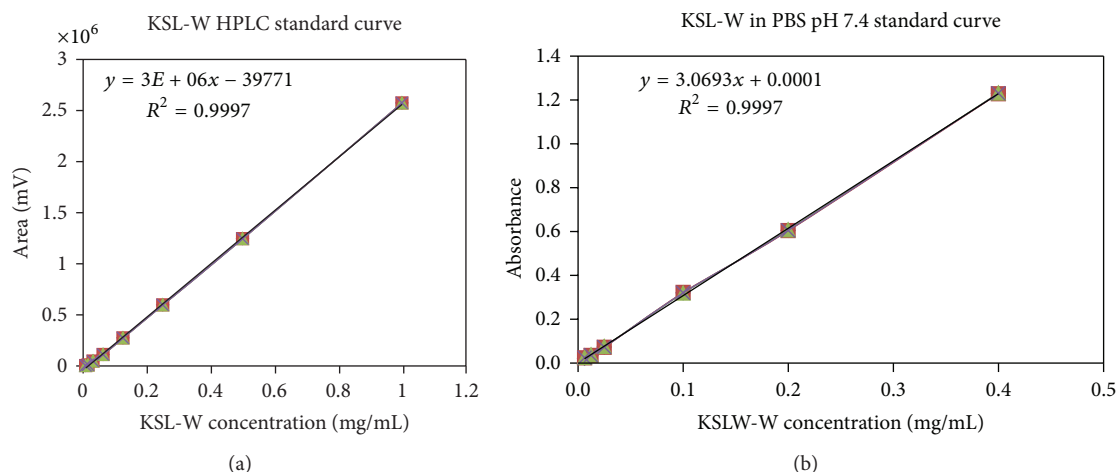 KSL-W HPLC standard curve
×10⁶
3
2.5
2
1.5
1
0.5
0
y = 3E + 06x − 39771
R² = 0.9997
Area (mV)
0 0.2 0.4 0.6 0.8 1 1.2
KSL-W concentration (mg/mL)
(a)
KSL-W in PBS pH 7.4 standard curve
1.4
1.2
1.0
0.8
0.6
0.4
0.2
0.0
y = 3.0693x + 0.0001
R² = 0.9997
Absorbance
0.0 0.1 0.2 0.3 0.4 0.5
KSLW-W concentration (mg/mL)
(b)